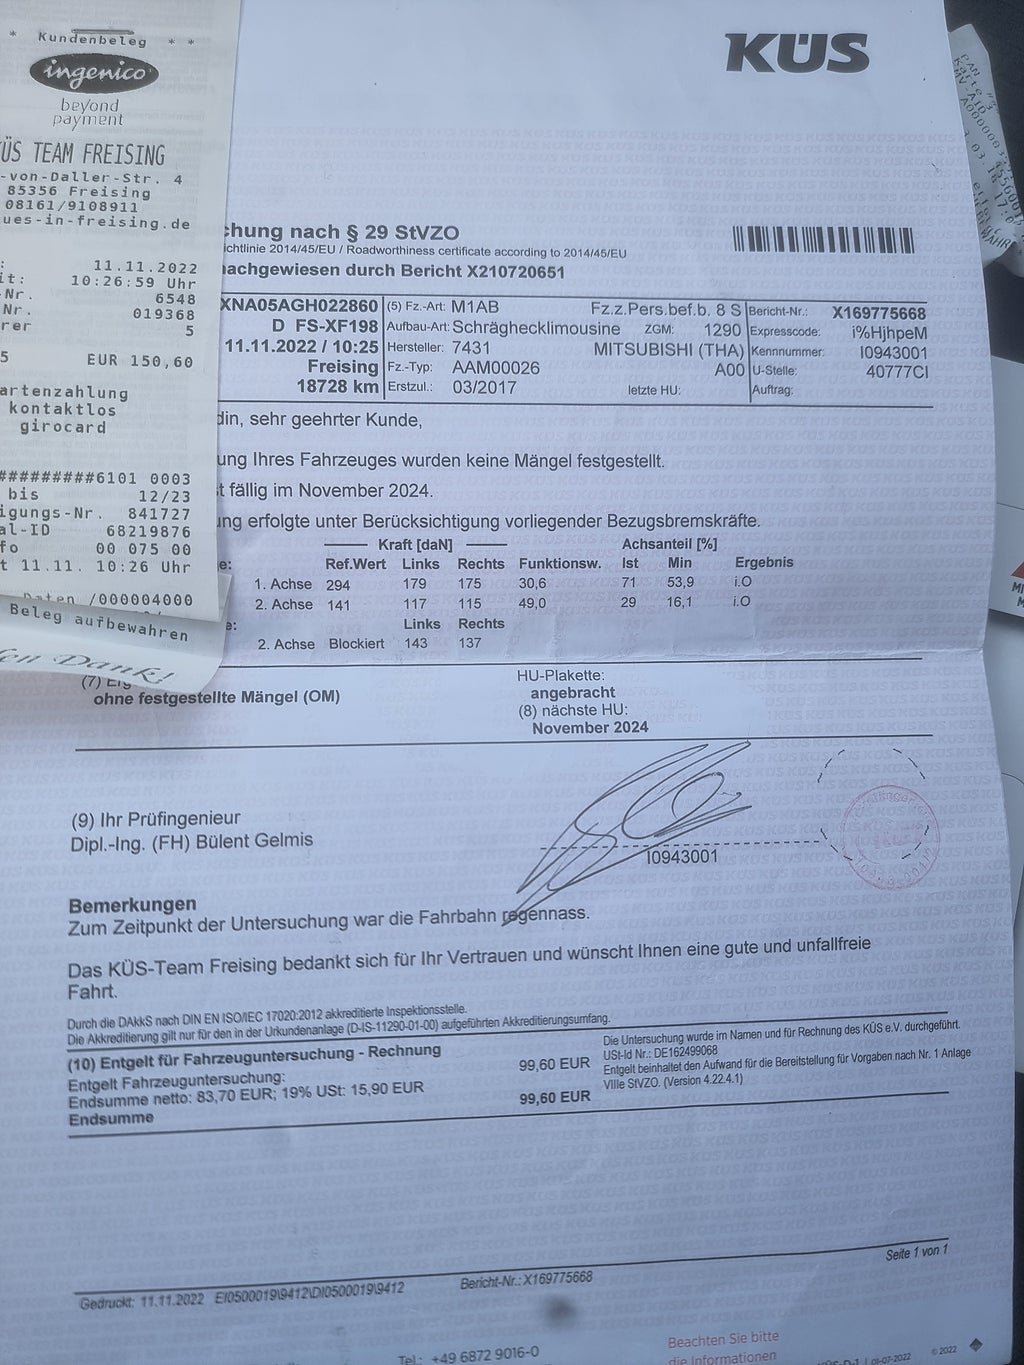 * Kundenbeleg * *
ingenico
beyond
payment
KÜS TEAM FREISING
-von-Daller-Str. 4
85356 Freising
08161/9108911
ues-in-freising.de
11.11.2022
it: 10:26:59 Uhr
-Nr. 6548
Nr. 019368
rer 5
5 EUR 150,60
artenzahlung
kontaktlos
girocard
#########6101 0003
bis 12/23
igungs-Nr. 841727
al-ID 68219876
fo 00 075 00
t 11.11. 10:26 Uhr
Daten /000004000
Beleg aufbewahren
Dank!
KÜS
chung nach § 29 StVZO
ichtlinie 2014/45/EU / Roadworthiness certificate according to 2014/45/EU
nachgewiesen durch Bericht X210720651
XNA05AGH022860 (5) Fz.-Art: M1AB Fz.z.Pers.bef.b. 8 S Bericht-Nr.: X169775668
D FS-XF198 Aufbau-Art: Schräghecklimousine ZGM: 1290 Expresscode: i%HjhpeM
11.11.2022 / 10:25 Hersteller: 7431 MITSUBISHI (THA) Kennnummer: I0943001
Freising Fz.-Typ: AAM00026 A00 U-Stelle: 40777CI
18728 km Erstzul.: 03/2017 letzte HU: Auftrag:
din, sehr geehrter Kunde,
ung Ihres Fahrzeuges wurden keine Mängel festgestellt.
t fällig im November 2024.
ng erfolgte unter Berücksichtigung vorliegender Bezugsbremskräfte.
Kraft [daN] Achsanteil [%]
e: Ref.Wert Links Rechts Funktionsw. Ist Min Ergebnis
1. Achse 294 179 175 30,6 71 53,9 i.O
2. Achse 141 117 115 49,0 29 16,1 i.O
e: Links Rechts
2. Achse Blockiert 143 137
(7) Erg
ohne festgestellte Mängel (OM)
HU-Plakette:
angebracht
(8) nächste HU:
November 2024
(9) Ihr Prüfingenieur
Dipl.-Ing. (FH) Bülent Gelmis
I0943001
Bemerkungen
Zum Zeitpunkt der Untersuchung war die Fahrbahn regennass.
Das KÜS-Team Freising bedankt sich für Ihr Vertrauen und wünscht Ihnen eine gute und unfallfreie
Fahrt.
Durch die DAkkS nach DIN EN ISO/IEC 17020:2012 akkreditierte Inspektionsstelle.
Die Akkreditierung gilt nur für den in der Urkundenanlage (D-IS-11290-01-00) aufgeführten Akkreditierungsumfang.
(10) Entgelt für Fahrzeuguntersuchung - Rechnung
Entgelt Fahrzeuguntersuchung: 99,60 EUR
Endsumme netto: 83,70 EUR; 19% USt: 15,90 EUR
Endsumme 99,60 EUR
Die Untersuchung wurde im Namen und für Rechnung des KÜS e.V. durchgeführt.
USt-Id Nr.: DE162499068
Entgelt beinhaltet den Aufwand für die Bereitstellung für Vorgaben nach Nr. 1 Anlage
VIIIe StVZO. (Version 4.22.4.1)
Seite 1 von 1
Gedruckt: 11.11.2022 EI0500019\9412\DI0500019\9412 Bericht-Nr.: X169775668
Tel.: +49 6872 9016-0
Beachten Sie bitte
die Informationen
01-07-2022 © 2022